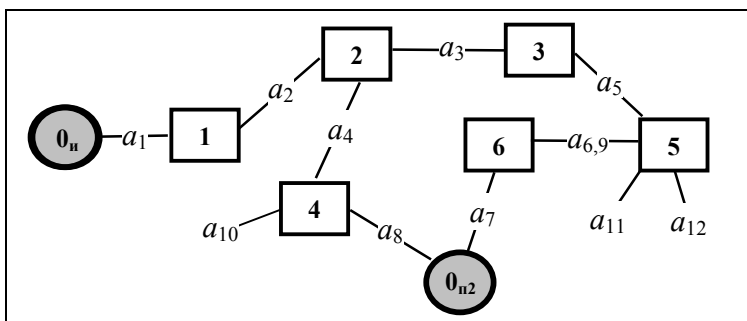 2 a₃ 3
a₂ a₅
0и a₁ 1 a₄ 6 a₆,₉ 5
4 a₇
a₁₀ a₈ a₁₁ a₁₂
0п2